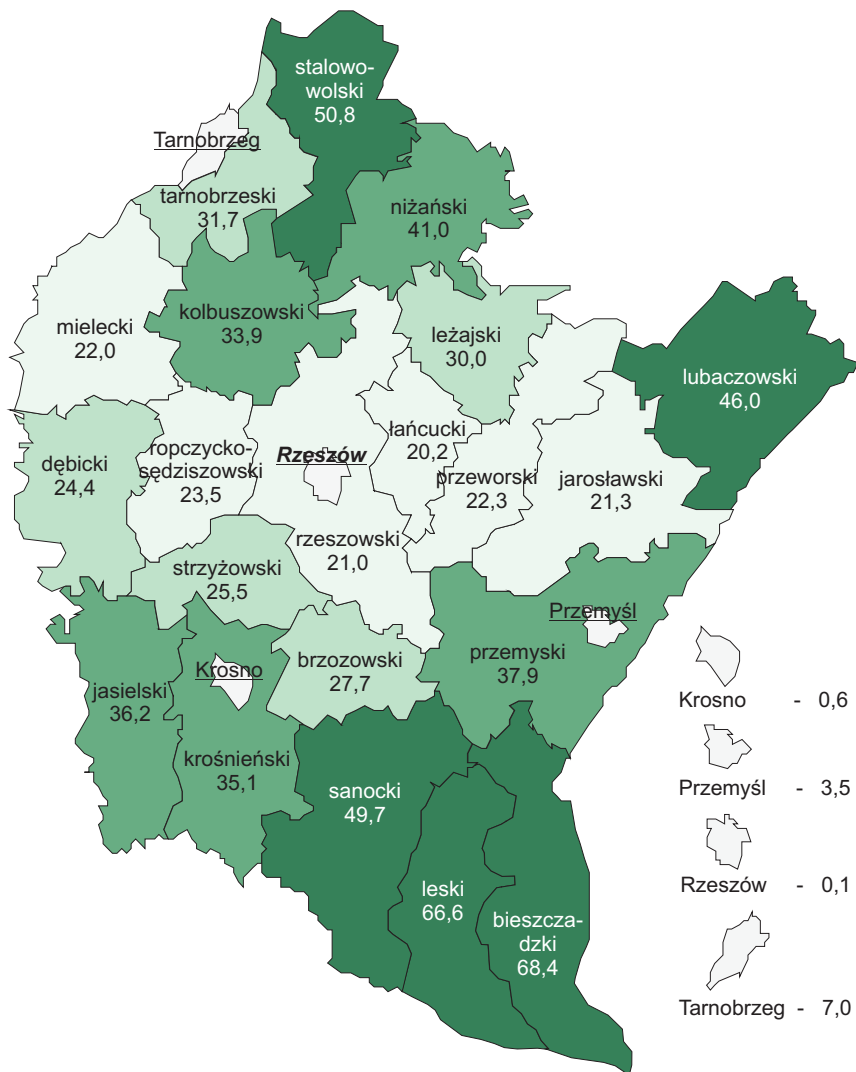 stalowo-
wolski
50,8
Tarnobrzeg
tarnobrzeski
31,7
niżański
41,0
kolbuszowski
33,9
mielecki
22,0
leżajski
30,0
lubaczowski
46,0
dębicki
24,4
ropczycko-
sędziszowski
23,5
Rzeszów
łańcucki
20,2
przeworski
22,3
jarosławski
21,3
rzeszowski
21,0
strzyżowski
25,5
Przemyśl
przemyski
37,9
brzozowski
27,7
Krosno
jasielski
36,2
krośnieński
35,1
sanocki
49,7
leski
66,6
bieszcza-
dzki
68,4
Krosno - 0,6
Przemyśl - 3,5
Rzeszów - 0,1
Tarnobrzeg - 7,0